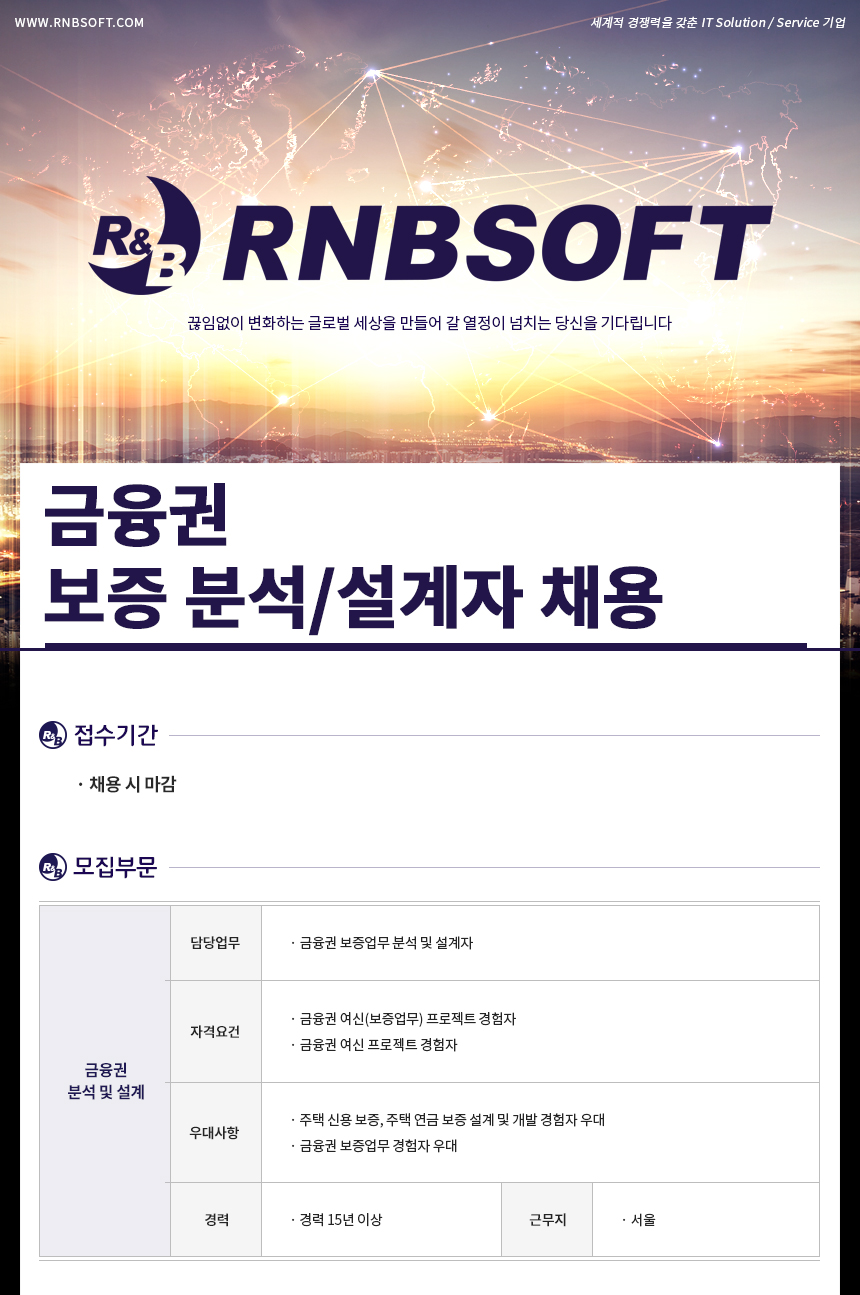 WWW.RNBSOFT.COM
세계적 경쟁력을 갖춘 IT Solution / Service 기업
R&B RNBSOFT
끊임없이 변화하는 글로벌 세상을 만들어 갈 열정이 넘치는 당신을 기다립니다
금융권
보증 분석/설계자 채용
R&B 접수기간
· 채용 시 마감
R&B 모집부문
금융권
분석 및 설계
담당업무
· 금융권 보증업무 분석 및 설계자
자격요건
· 금융권 여신(보증업무) 프로젝트 경험자
· 금융권 여신 프로젝트 경험자
우대사항
· 주택 신용 보증, 주택 연금 보증 설계 및 개발 경험자 우대
· 금융권 보증업무 경험자 우대
경력
· 경력 15년 이상
근무지
· 서울